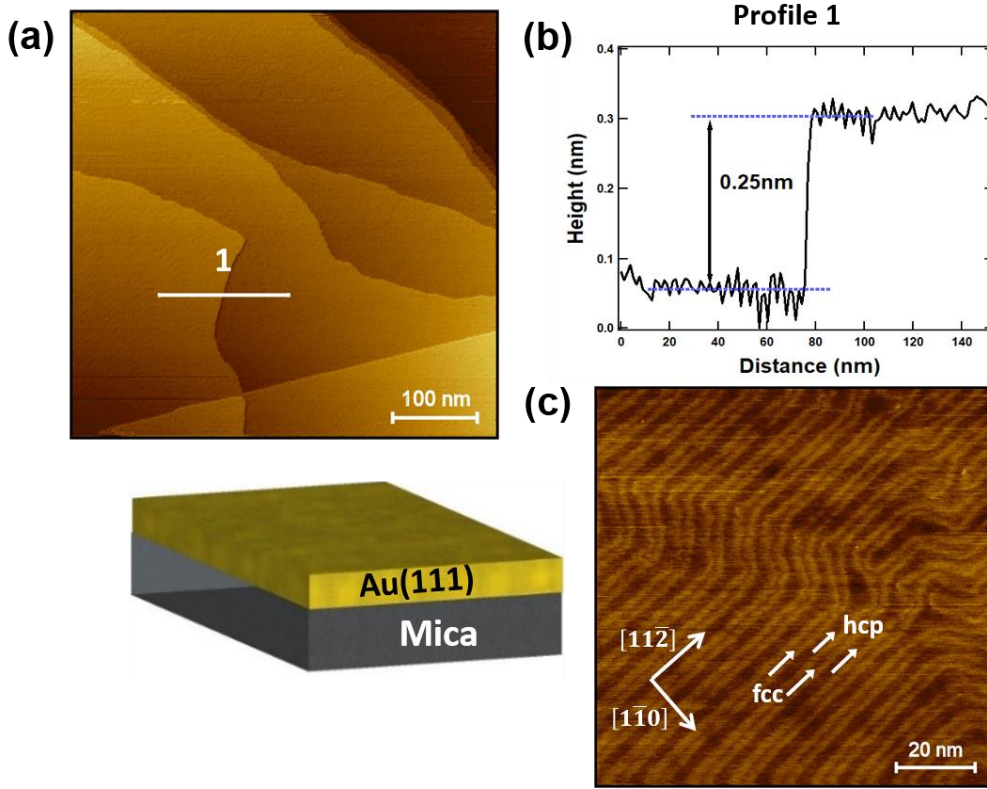 (a)
1
100 nm
Profile 1
(b)
0.4
0.3
0.2
0.1
0.0
Height (nm)
0.25nm
0 20 40 60 80 100 120 140
Distance (nm)
Au(111)
Mica
(c)
[112̅]
[11̅0]
hcp
fcc
20 nm